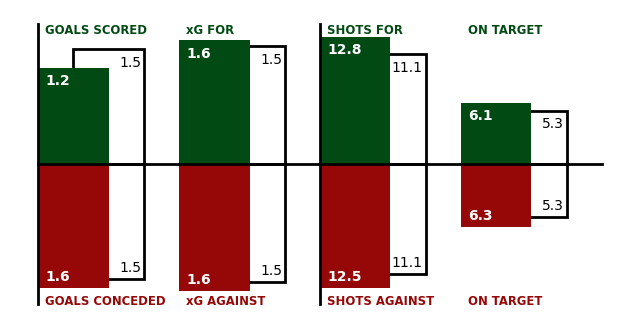 GOALS SCORED xG FOR SHOTS FOR ON TARGET
1.2 1.5 1.6 1.5 12.8 11.1 6.1 5.3
1.6 1.5 1.6 1.5 12.5 11.1 6.3 5.3
GOALS CONCEDED xG AGAINST SHOTS AGAINST ON TARGET